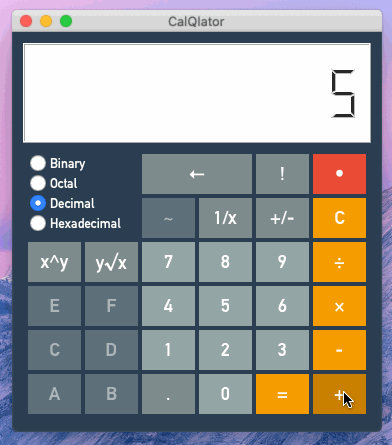 CalQlator
5
Binary
Octal
Decimal
Hexadecimal
← ! •
~ 1/x +/- C
x^y y√x 7 8 9 ÷
E F 4 5 6 ×
C D 1 2 3 -
A B . 0 = +